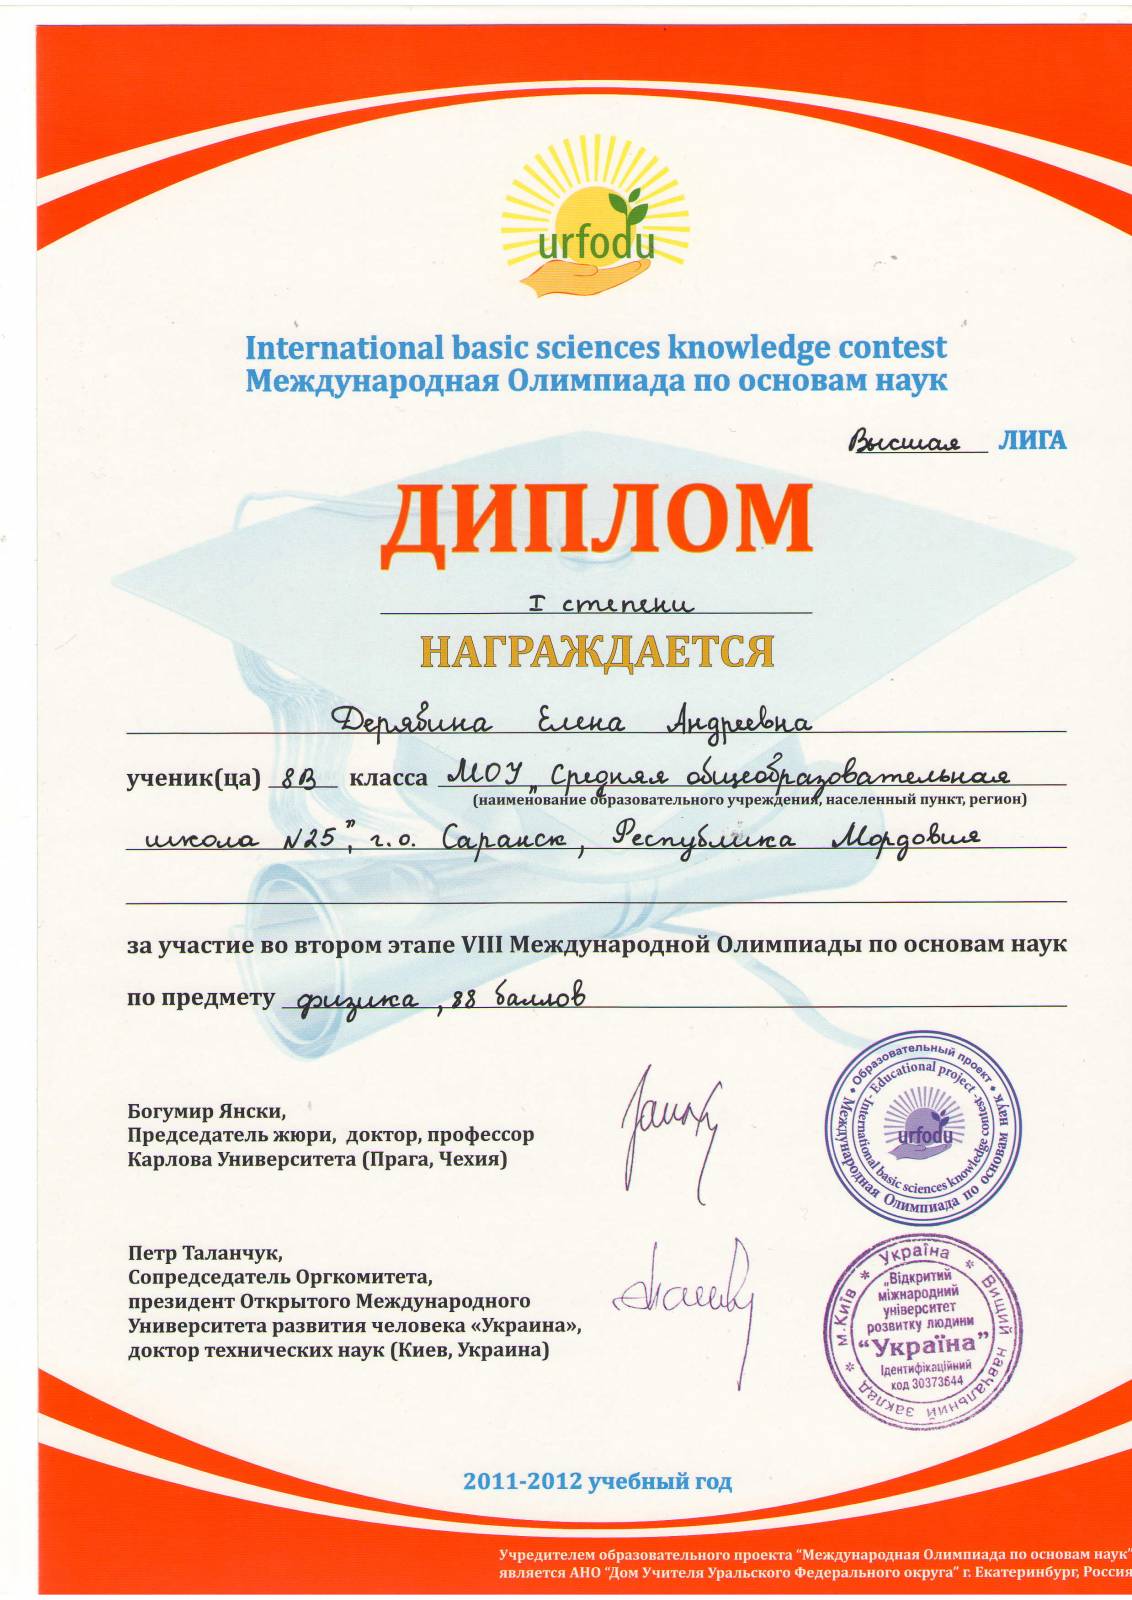 urfodu
International basic sciences knowledge contest
Международная Олимпиада по основам наук
Высшая ЛИГА
ДИПЛОМ
I степени
НАГРАЖДАЕТСЯ
Дерябина Елена Андреевна
ученик(ца) 8В класса МОУ „Средняя общеобразовательная
(наименование образовательного учреждения, населенный пункт, регион)
школа №25”, г.о. Саранск, Республика Мордовия
за участие во втором этапе VIII Международной Олимпиады по основам наук
по предмету физика, 88 баллов
Богумир Янски,
Председатель жюри, доктор, профессор
Карлова Университета (Прага, Чехия)
Образовательный проект
Международная Олимпиада по основам наук
Educational project - International basic sciences knowledge contest
urfodu
Петр Таланчук,
Сопредседатель Оргкомитета,
президент Открытого Международного
Университета развития человека «Украина»,
доктор технических наук (Киев, Украина)
м.Київ * Україна * Вищий навчальний заклад *
„Відкритий
міжнародний
університет
розвитку людини
“Україна”
Ідентифікаційний
код 30373644
2011-2012 учебный год
Учредителем образовательного проекта “Международная Олимпиада по основам наук”
является АНО “Дом Учителя Уральского Федерального округа” г. Екатеринбург, Россия